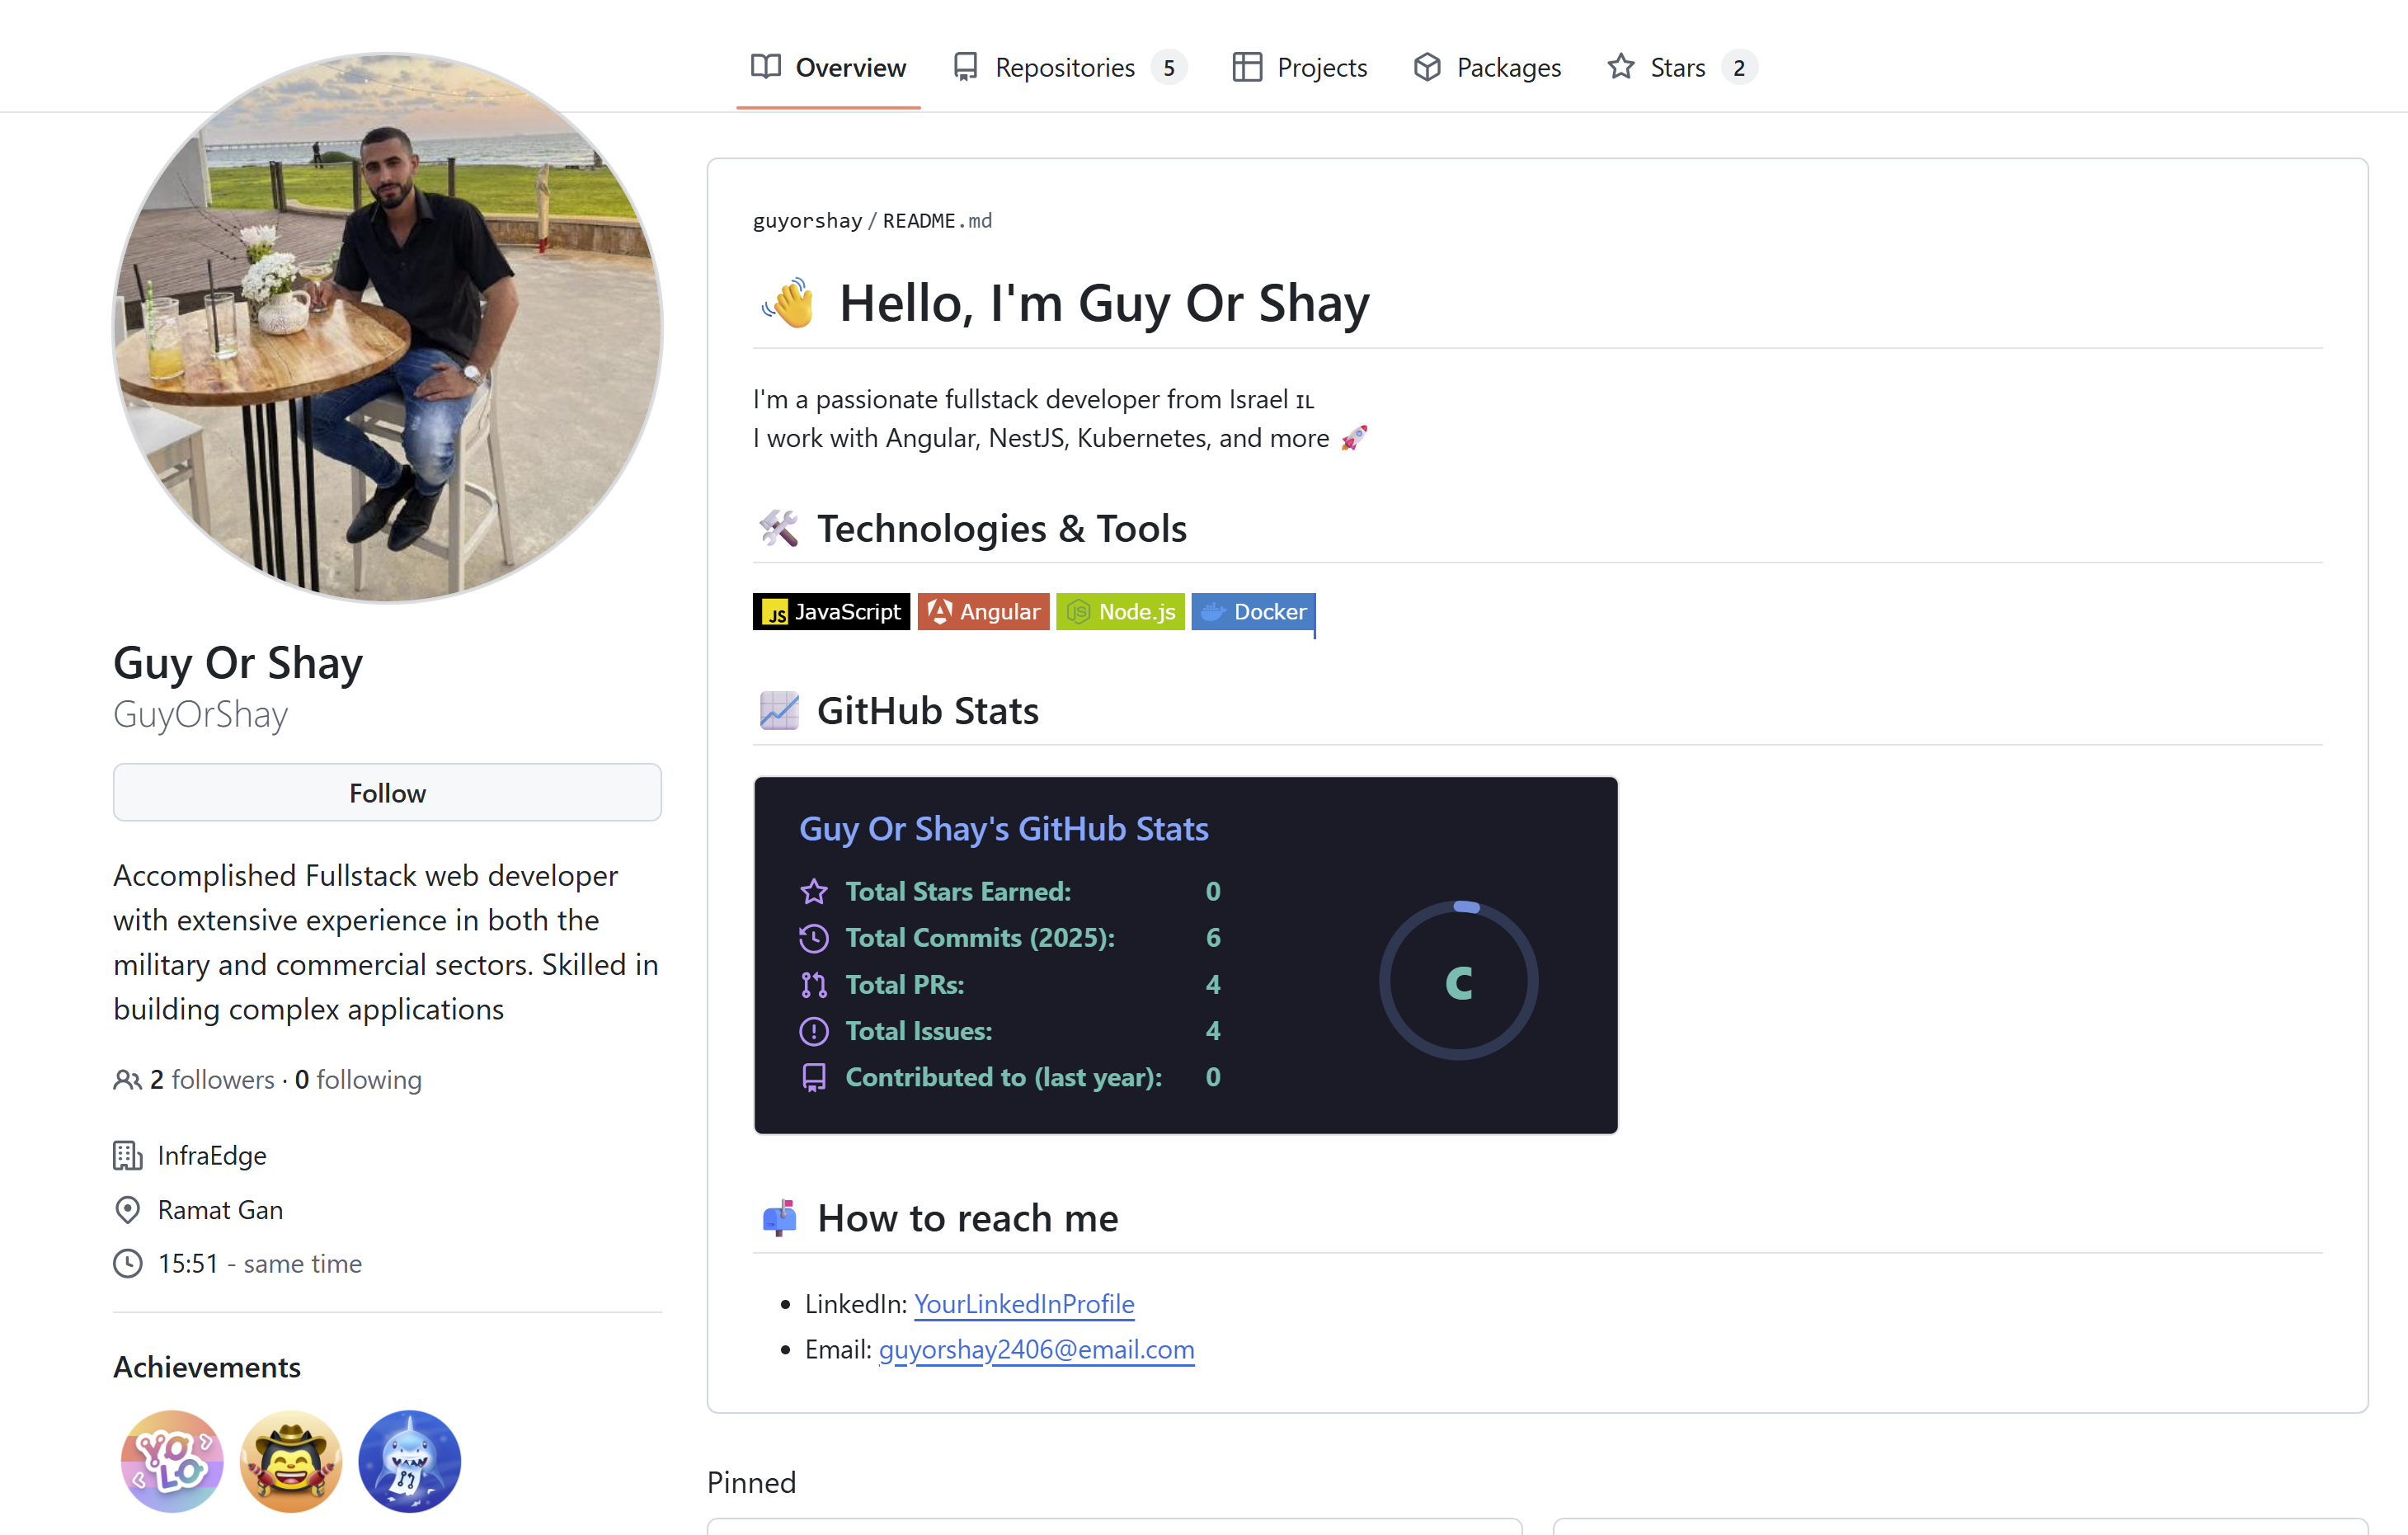 Overview
Repositories 5
Projects
Packages
Stars 2
guyorshay/README.md
👋 Hello, I'm Guy Or Shay
I'm a passionate fullstack developer from Israel IL
I work with Angular, NestJS, Kubernetes, and more 🚀
🛠️ Technologies & Tools
JS JavaScript
Angular
JS Node.js
Docker
📈 GitHub Stats
Guy Or Shay's GitHub Stats
Total Stars Earned: 0
Total Commits (2025): 6
Total PRs: 4
Total Issues: 4
Contributed to (last year): 0
C
📫 How to reach me
• LinkedIn: YourLinkedInProfile
• Email: guyorshay2406@email.com
Pinned
Guy Or Shay
GuyOrShay
Follow
Accomplished Fullstack web developer
with extensive experience in both the
military and commercial sectors. Skilled in
building complex applications
2 followers · 0 following
InfraEdge
Ramat Gan
15:51 - same time
Achievements
YOLO